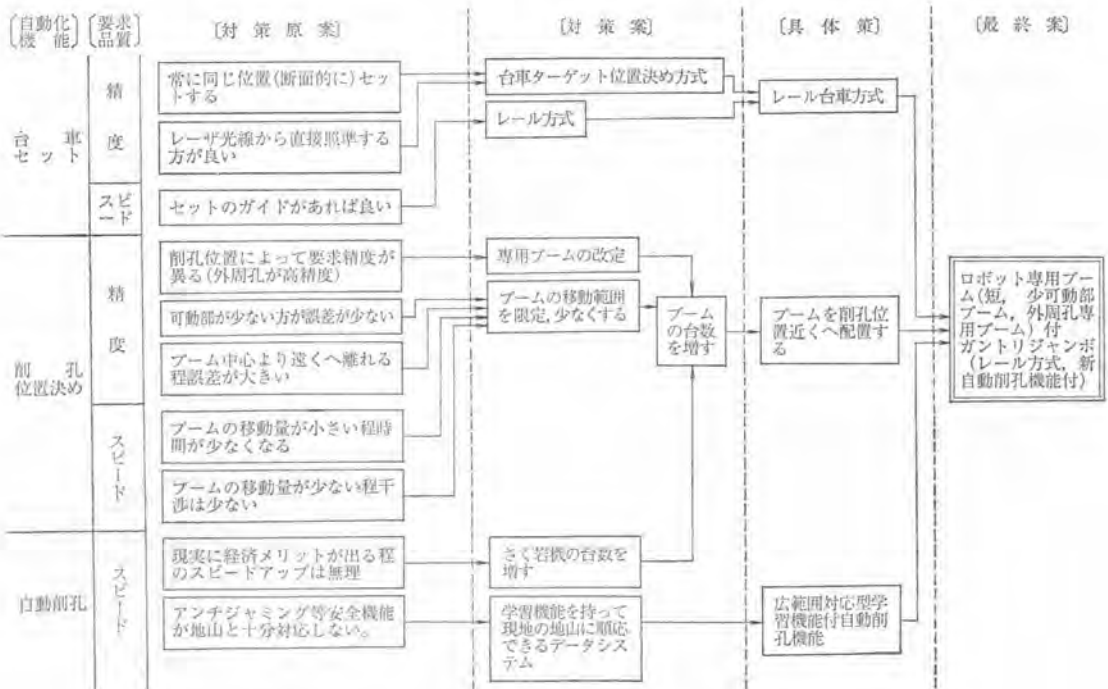 〔自動化機能〕
〔要求品質〕
〔対策原案〕
〔対策案〕
〔具体策〕
〔最終案〕
台車
セット
精
度
スピ
ード
常に同じ位置(断面的に)セッ
トする
レーザ光線から直接照準する
方が良い
セットのガイドがあれば良い
台車ターゲット位置決め方式
レール方式
レール台車方式
削孔
位置決め
精
度
スピード
削孔位置によって要求精度が
異る(外周孔が高精度)
可動部が少ない方が誤差が少ない
ブーム中心より遠くへ離れる
程誤差が大きい
ブームの移動量が小さい程時
間が少なくなる
ブームの移動量が少ない程干
渉は少ない
専用ブームの改定
ブームの移動範囲
を限定,少なくする
ブーム
の台数
を増す
ブームを削孔位
置近くへ配置す
る
ロボット専用ブー
ム(短, 少可動部
ブーム, 外周孔専
用ブーム) 付
ガントリジャンボ
(レール方式, 新
自動削孔機能付)
自動削孔
スピード
現実に経済メリットが出る程
のスピードアップは無理
アンチジャミング等安全機能
が地山と十分対応しない。
さく岩機の台数を
増す
学習機能を持って
現地の地山に順応
できるデータシス
テム
広範囲対応型学
習機能付自動削
孔機能